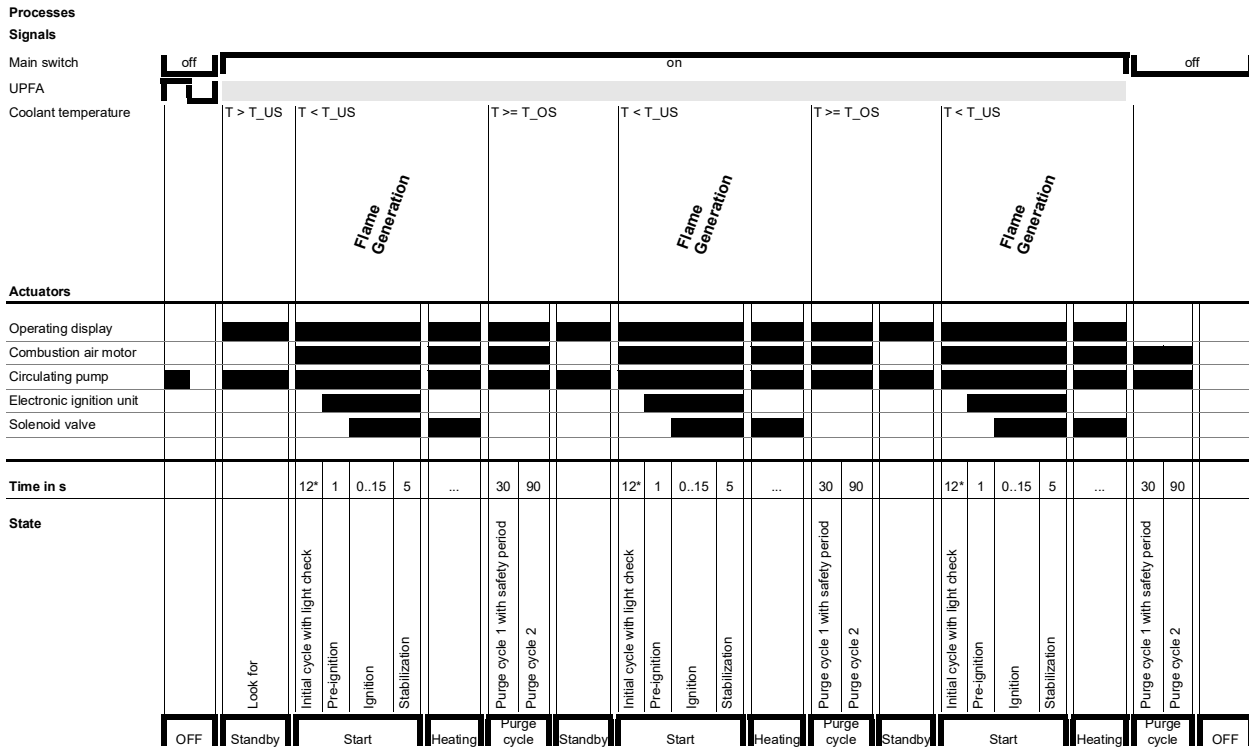 Processes
Signals
Main switch off on off
UPFA
Coolant temperature T > T_US T < T_US T >= T_OS T < T_US T >= T_OS T < T_US
Flame Generation Flame Generation Flame Generation
Actuators
Operating display
Combustion air motor
Circulating pump
Electronic ignition unit
Solenoid valve
Time in s 12* 1 0..15 5 ... 30 90 12* 1 0..15 5 ... 30 90 12* 1 0..15 5 ... 30 90
State
Look for
Initial cycle with light check
Pre-ignition
Ignition
Stabilization
Purge cycle 1 with safety period
Purge cycle 2
Initial cycle with light check
Pre-ignition
Ignition
Stabilization
Purge cycle 1 with safety period
Purge cycle 2
Initial cycle with light check
Pre-ignition
Ignition
Stabilization
Purge cycle 1 with safety period
Purge cycle 2
OFF Standby Start Heating Purge cycle Standby Start Heating Purge cycle Standby Start Heating Purge cycle OFF